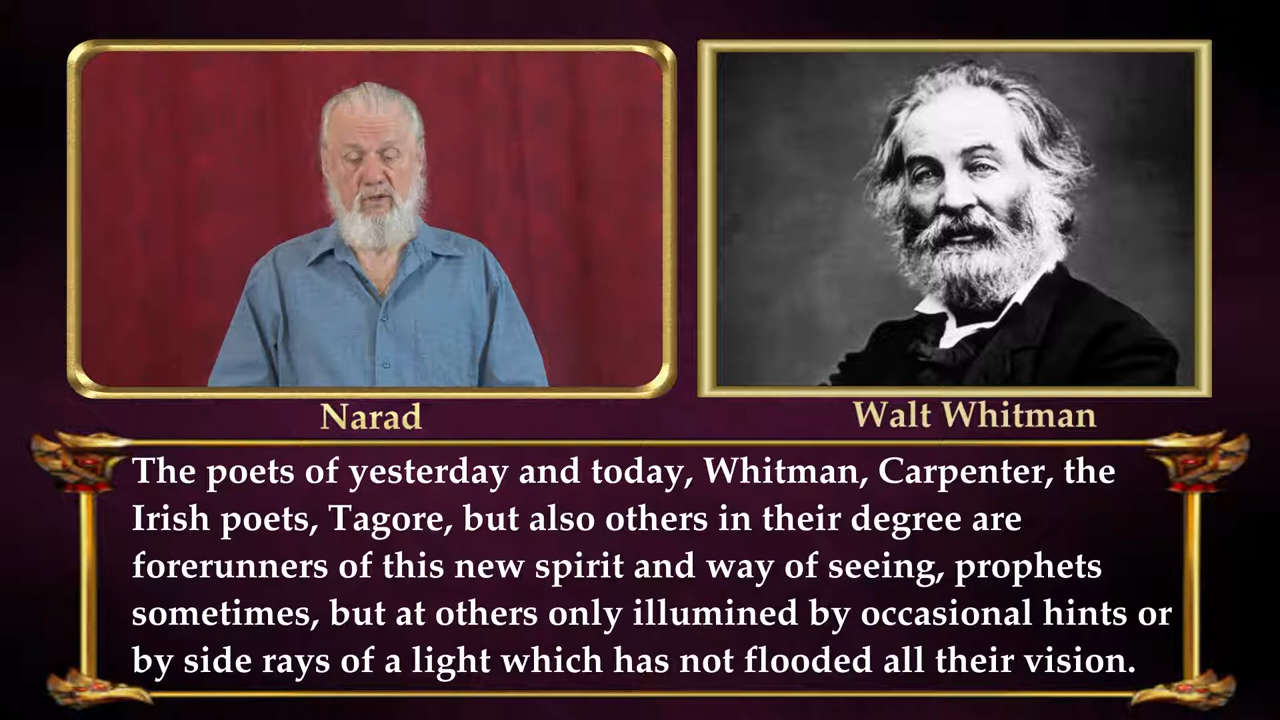 Narad
Walt Whitman
The poets of yesterday and today, Whitman, Carpenter, the
Irish poets, Tagore, but also others in their degree are
forerunners of this new spirit and way of seeing, prophets
sometimes, but at others only illumined by occasional hints or
by side rays of a light which has not flooded all their vision.